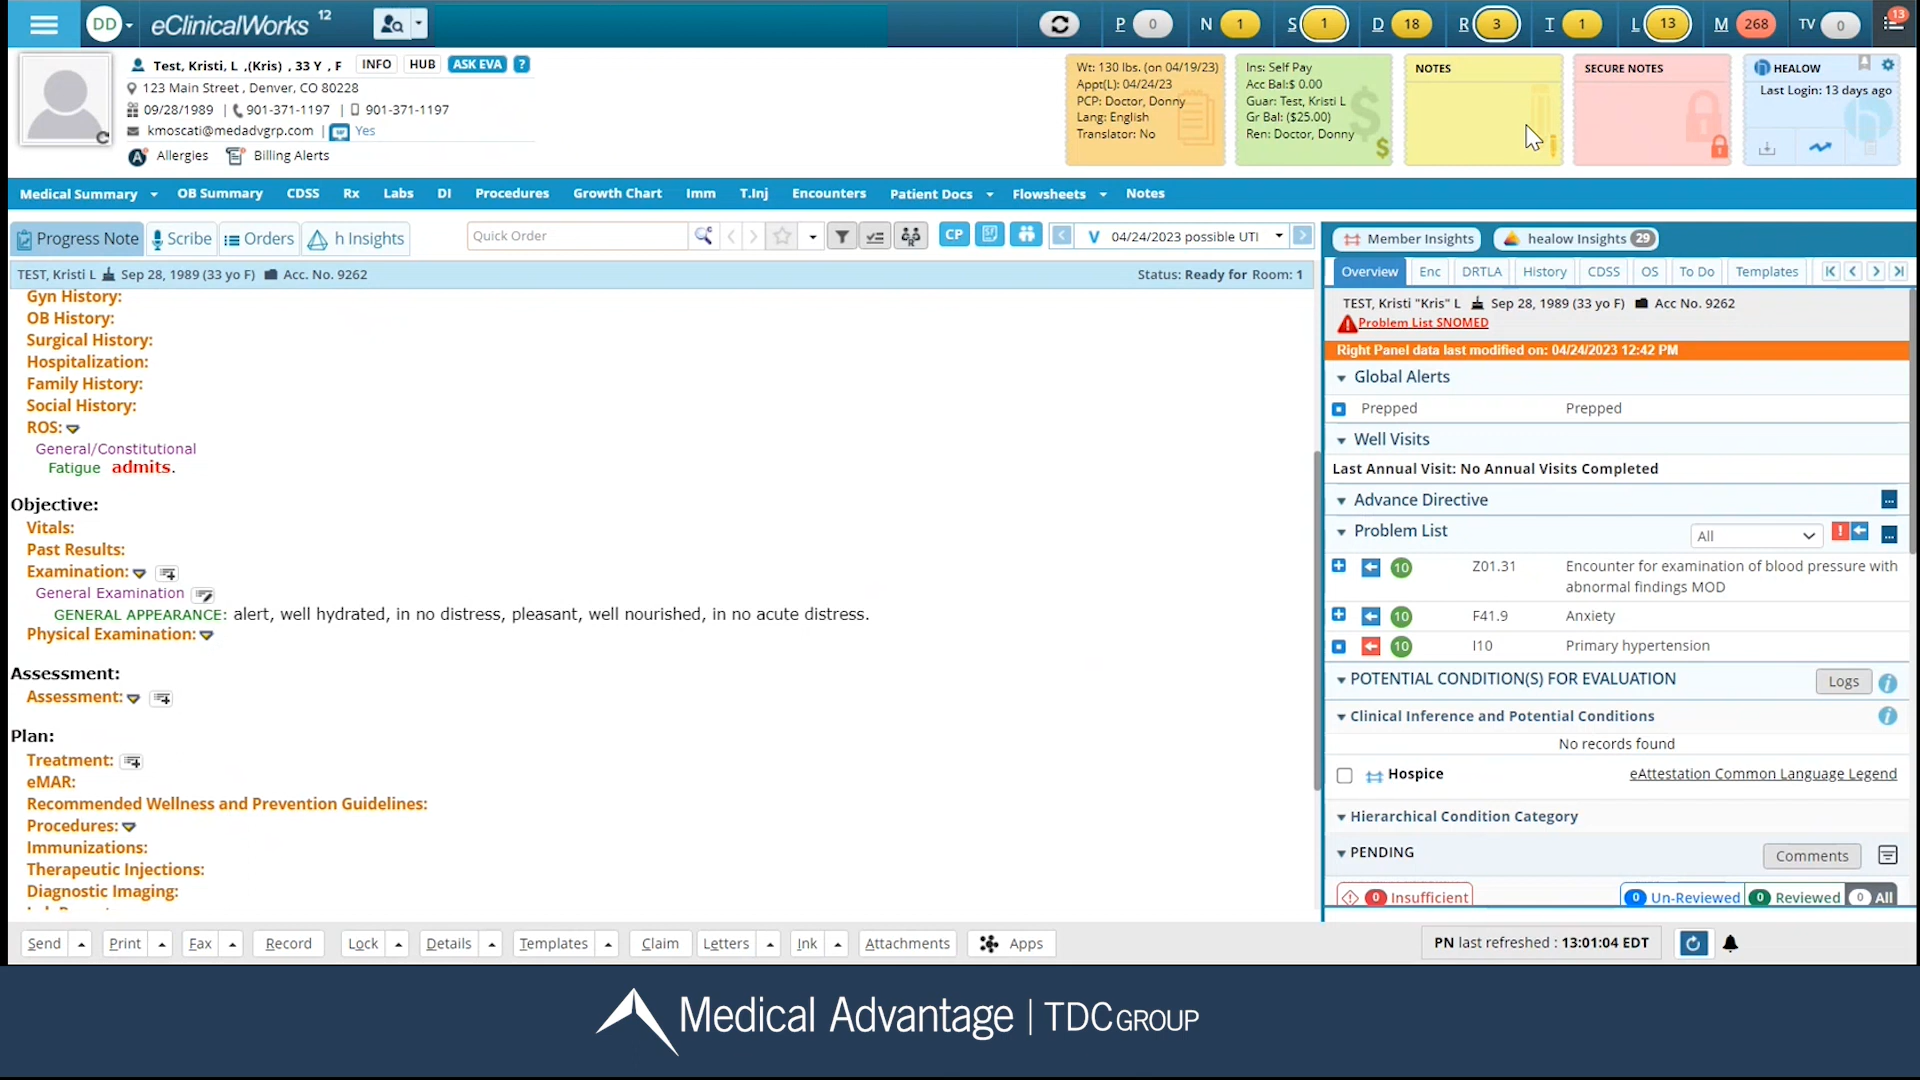 DD
eClinicalWorks 12
P 0
N 1
S 1
D 18
R 3
T 1
L 13
M 268
TV 0
13
Test, Kristi, L ,(Kris) , 33 Y , F INFO HUB ASK EVA ?
123 Main Street , Denver, CO 80228
09/28/1989 | 901-371-1197 | 901-371-1197
kmoscati@medadvgrp.com | Yes
Allergies Billing Alerts
Wt: 130 lbs. (on 04/19/23)
Appt(L): 04/24/23
PCP: Doctor, Donny
Lang: English
Translator: No
Ins: Self Pay
Acc Bal:$ 0.00
Guar: Test, Kristi L
Gr Bal: ($25.00)
Ren: Doctor, Donny
NOTES
SECURE NOTES
HEALOW
Last Login: 13 days ago
Medical Summary OB Summary CDSS Rx Labs DI Procedures Growth Chart Imm T.Inj Encounters Patient Docs Flowsheets Notes
Progress Note Scribe Orders h Insights Quick Order CP V 04/24/2023 possible UTI
TEST, Kristi L Sep 28, 1989 (33 yo F) Acc. No. 9262 Status: Ready for Room: 1
Gyn History:
OB History:
Surgical History:
Hospitalization:
Family History:
Social History:
ROS:
General/Constitutional
Fatigue admits.
Objective:
Vitals:
Past Results:
Examination:
General Examination
GENERAL APPEARANCE: alert, well hydrated, in no distress, pleasant, well nourished, in no acute distress.
Physical Examination:
Assessment:
Assessment:
Plan:
Treatment:
eMAR:
Recommended Wellness and Prevention Guidelines:
Procedures:
Immunizations:
Therapeutic Injections:
Diagnostic Imaging:
Member Insights healow Insights 29
Overview Enc DRTLA History CDSS OS To Do Templates
TEST, Kristi "Kris" L Sep 28, 1989 (33 yo F) Acc No. 9262
Problem List SNOMED
Right Panel data last modified on: 04/24/2023 12:42 PM
Global Alerts
Prepped Prepped
Well Visits
Last Annual Visit: No Annual Visits Completed
Advance Directive ...
Problem List All ! ...
10 Z01.31 Encounter for examination of blood pressure with
abnormal findings MOD
10 F41.9 Anxiety
10 I10 Primary hypertension
POTENTIAL CONDITION(S) FOR EVALUATION Logs i
Clinical Inference and Potential Conditions i
No records found
Hospice eAttestation Common Language Legend
Hierarchical Condition Category
PENDING Comments
0 Insufficient 0 Un-Reviewed 0 Reviewed 0 All
Send Print Fax Record Lock Details Templates Claim Letters Ink Attachments Apps
PN last refreshed : 13:01:04 EDT
Medical Advantage | TDCGROUP